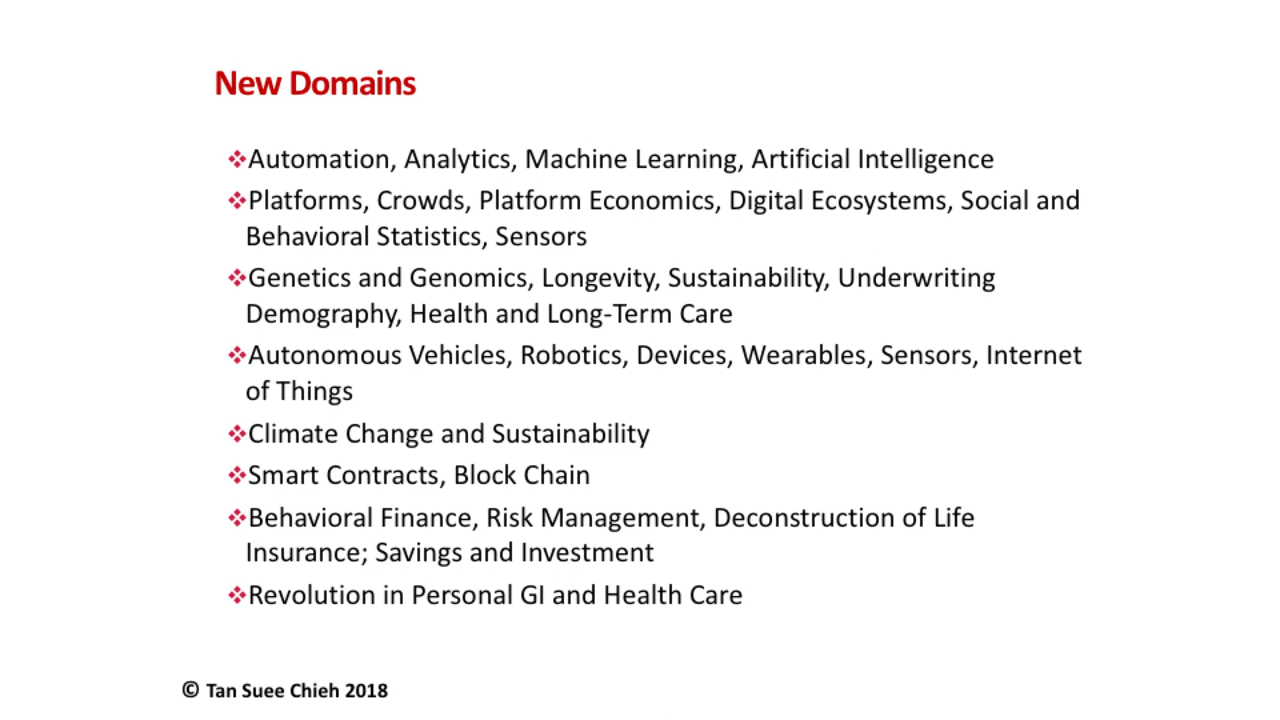 New Domains
❖Automation, Analytics, Machine Learning, Artificial Intelligence
❖Platforms, Crowds, Platform Economics, Digital Ecosystems, Social and
Behavioral Statistics, Sensors
❖Genetics and Genomics, Longevity, Sustainability, Underwriting
Demography, Health and Long-Term Care
❖Autonomous Vehicles, Robotics, Devices, Wearables, Sensors, Internet
of Things
❖Climate Change and Sustainability
❖Smart Contracts, Block Chain
❖Behavioral Finance, Risk Management, Deconstruction of Life
Insurance; Savings and Investment
❖Revolution in Personal GI and Health Care
© Tan Suee Chieh 2018